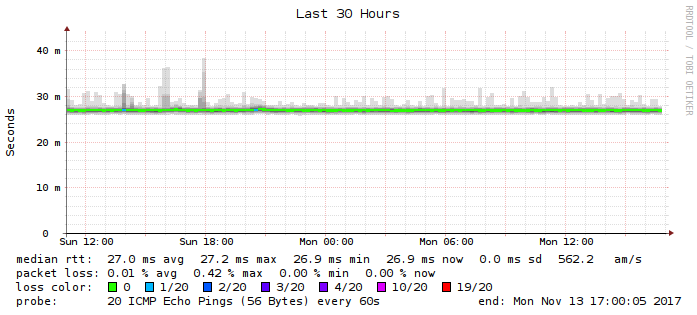 Last 30 Hours
RRDTOOL / TOBI OETIKER
Seconds
40 m
30 m
20 m
10 m
0
Sun 12:00 Sun 18:00 Mon 00:00 Mon 06:00 Mon 12:00
median rtt: 27.0 ms avg 27.2 ms max 26.9 ms min 26.9 ms now 0.0 ms sd 562.2 am/s
packet loss: 0.01 % avg 0.42 % max 0.00 % min 0.00 % now
loss color: 0 1/20 2/20 3/20 4/20 10/20 19/20
probe: 20 ICMP Echo Pings (56 Bytes) every 60s end: Mon Nov 13 17:00:05 2017